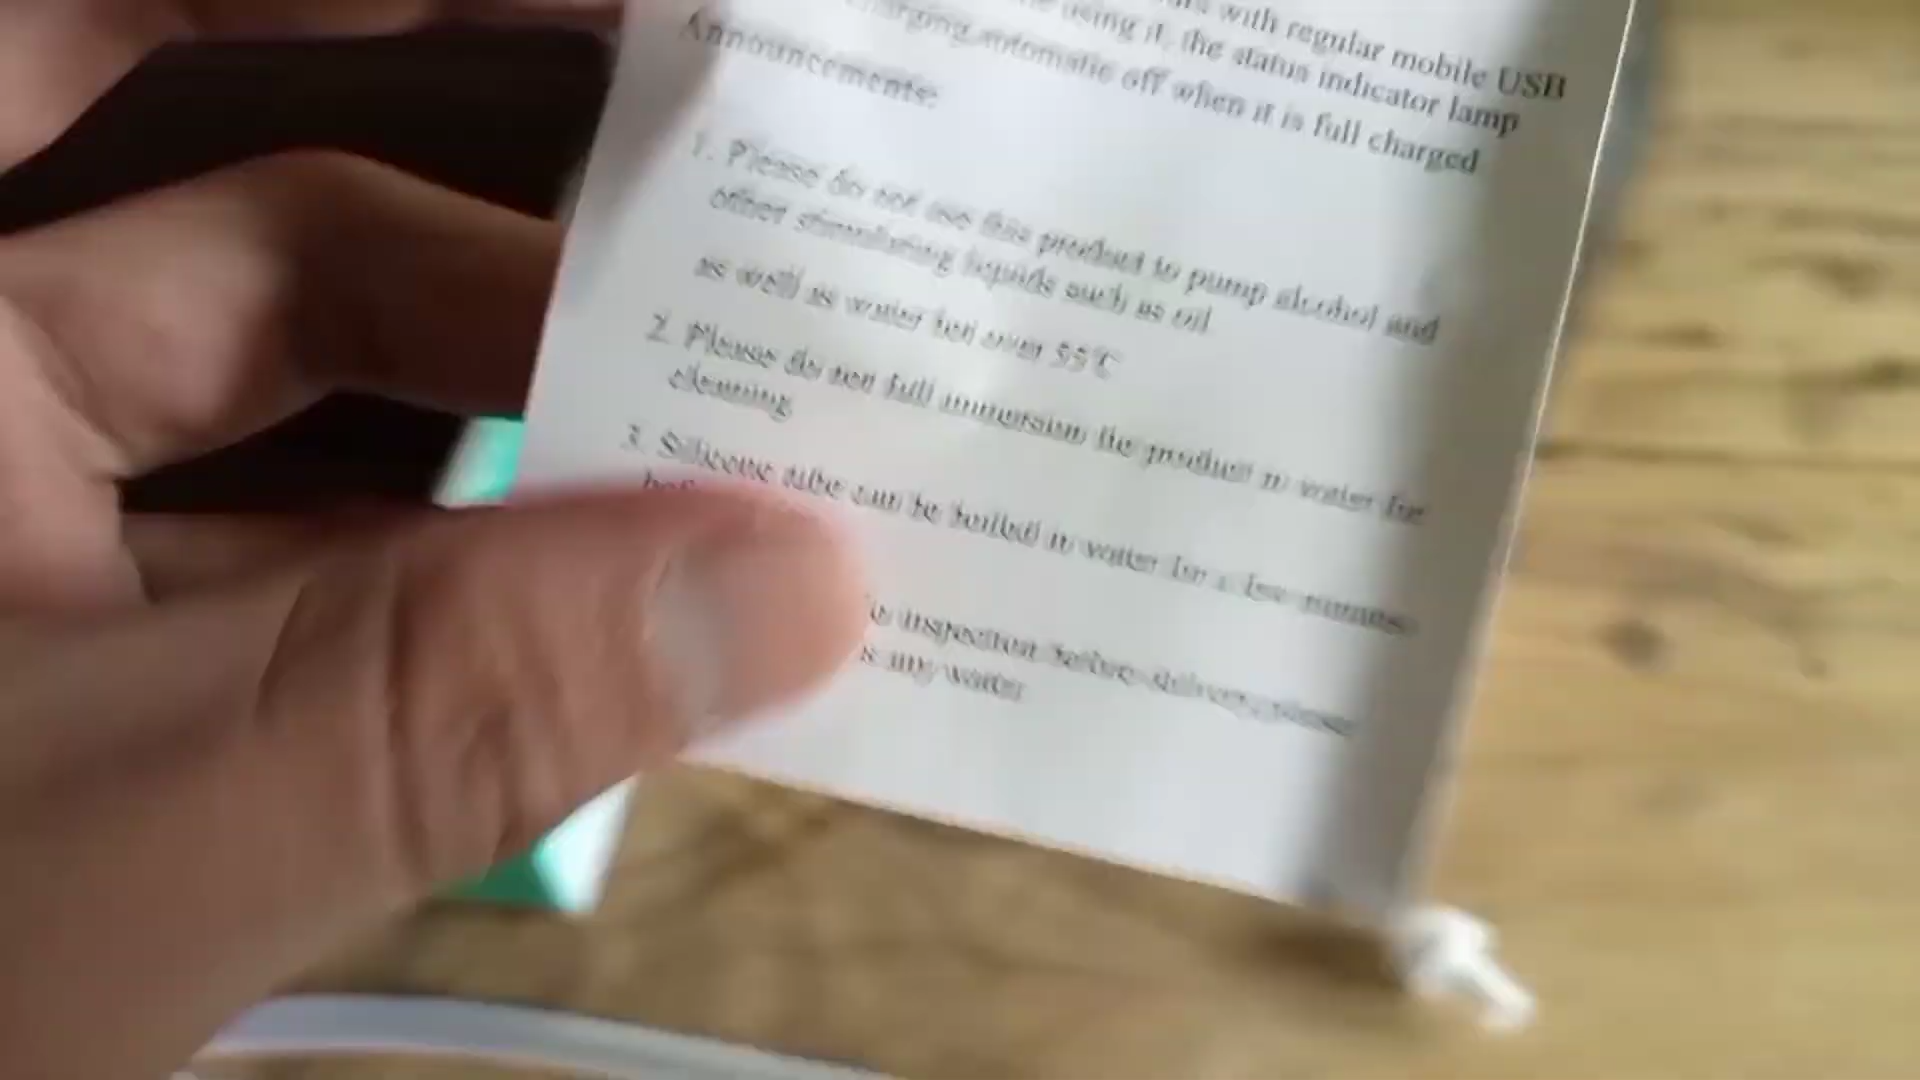 with regular mobile USB
using it, the status indicator lamp
charging automatic off when it is full charged
Announcements:
1. Please do not use this product to pump alcohol and
other stimulating liquids such as oil
as well as water hot over 55℃
2. Please do not full immersion the product in water for
cleaning
3. Silicone tube can be boiled in water for a few minutes
inspection before delivery, please
any water